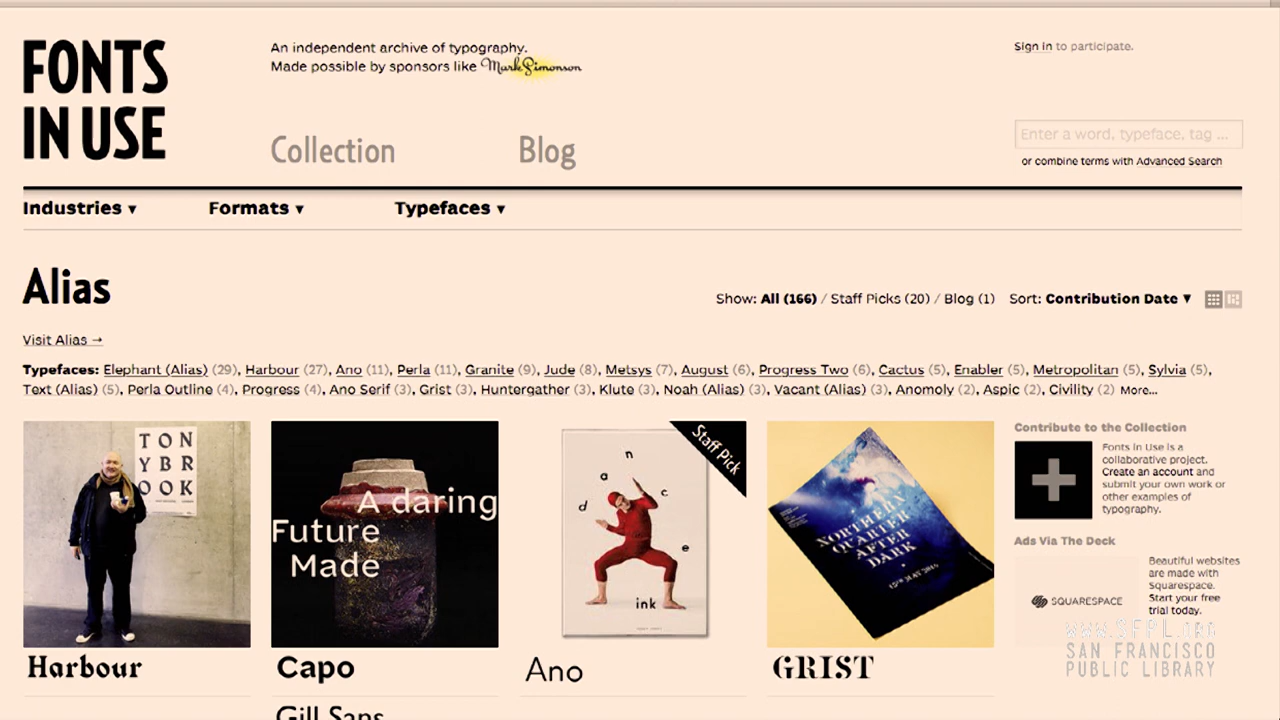 FONTS
IN USE
An independent archive of typography.
Made possible by sponsors like Mark Simonson
Sign in to participate.
Collection
Blog
Enter a word, typeface, tag ...
or combine terms with Advanced Search
Industries ▾
Formats ▾
Typefaces ▾
Alias
Show: All (166) / Staff Picks (20) / Blog (1)
Sort: Contribution Date ▼
Visit Alias →
Typefaces: Elephant (Alias) (29), Harbour (27), Ano (11), Perla (11), Granite (9), Jude (8), Metsys (7), August (6), Progress Two (6), Cactus (5), Enabler (5), Metropolitan (5), Sylvia (5),
Text (Alias) (5), Perla Outline (4), Progress (4), Ano Serif (3), Grist (3), Huntergather (3), Klute (3), Noah (Alias) (3), Vacant (Alias) (3), Anomoly (2), Aspic (2), Civility (2) More...
TON
YBR
OOK
A daring
Future
Made
Staff Pick
d a n c e
ink
NORTHERN
QUARTER
AFTER
DARK
Contribute to the Collection
Fonts In Use is a
collaborative project.
Create an account and
submit your own work or
other examples of
typography.
Ads Via The Deck
SQUARESPACE
Beautiful websites
are made with
Squarespace.
Start your free
trial today.
WWW.SFPL.ORG
SAN FRANCISCO
PUBLIC LIBRARY
Harbour
Capo
Ano
GRIST
Gill Sans